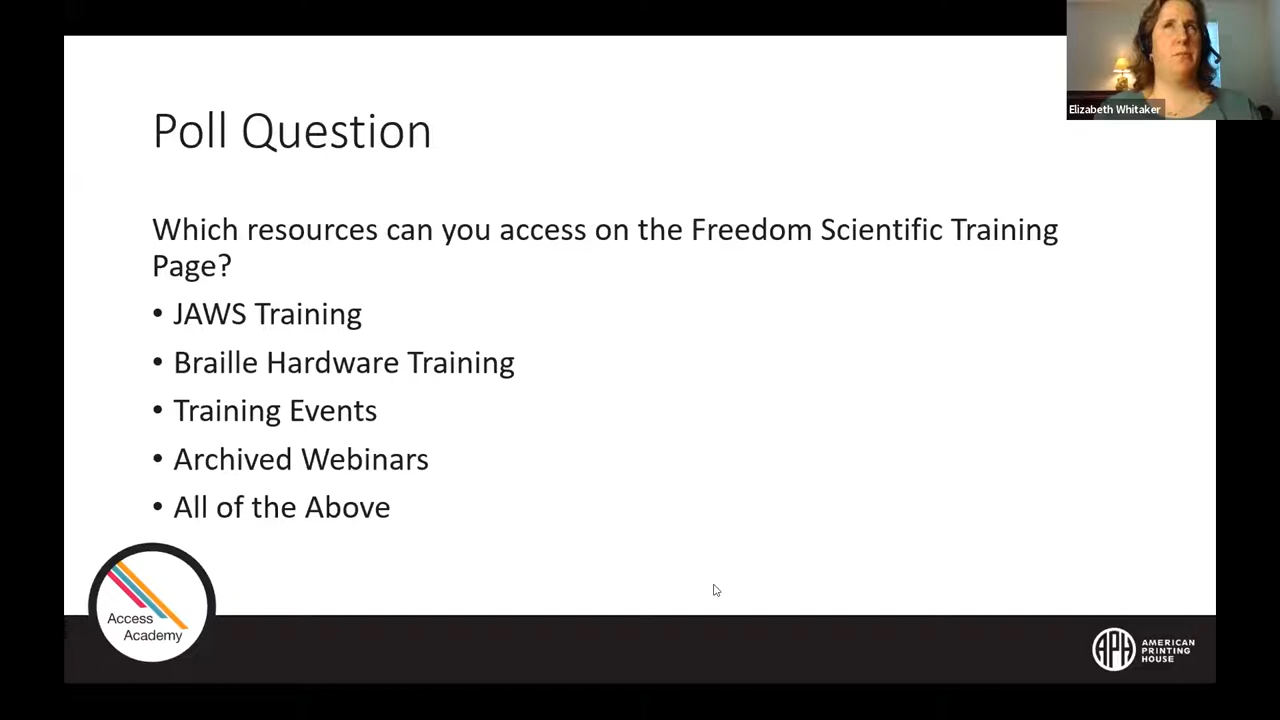 Elizabeth Whitaker
Poll Question
Which resources can you access on the Freedom Scientific Training
Page?
• JAWS Training
• Braille Hardware Training
• Training Events
• Archived Webinars
• All of the Above
Access
Academy
APH
AMERICAN
PRINTING
HOUSE